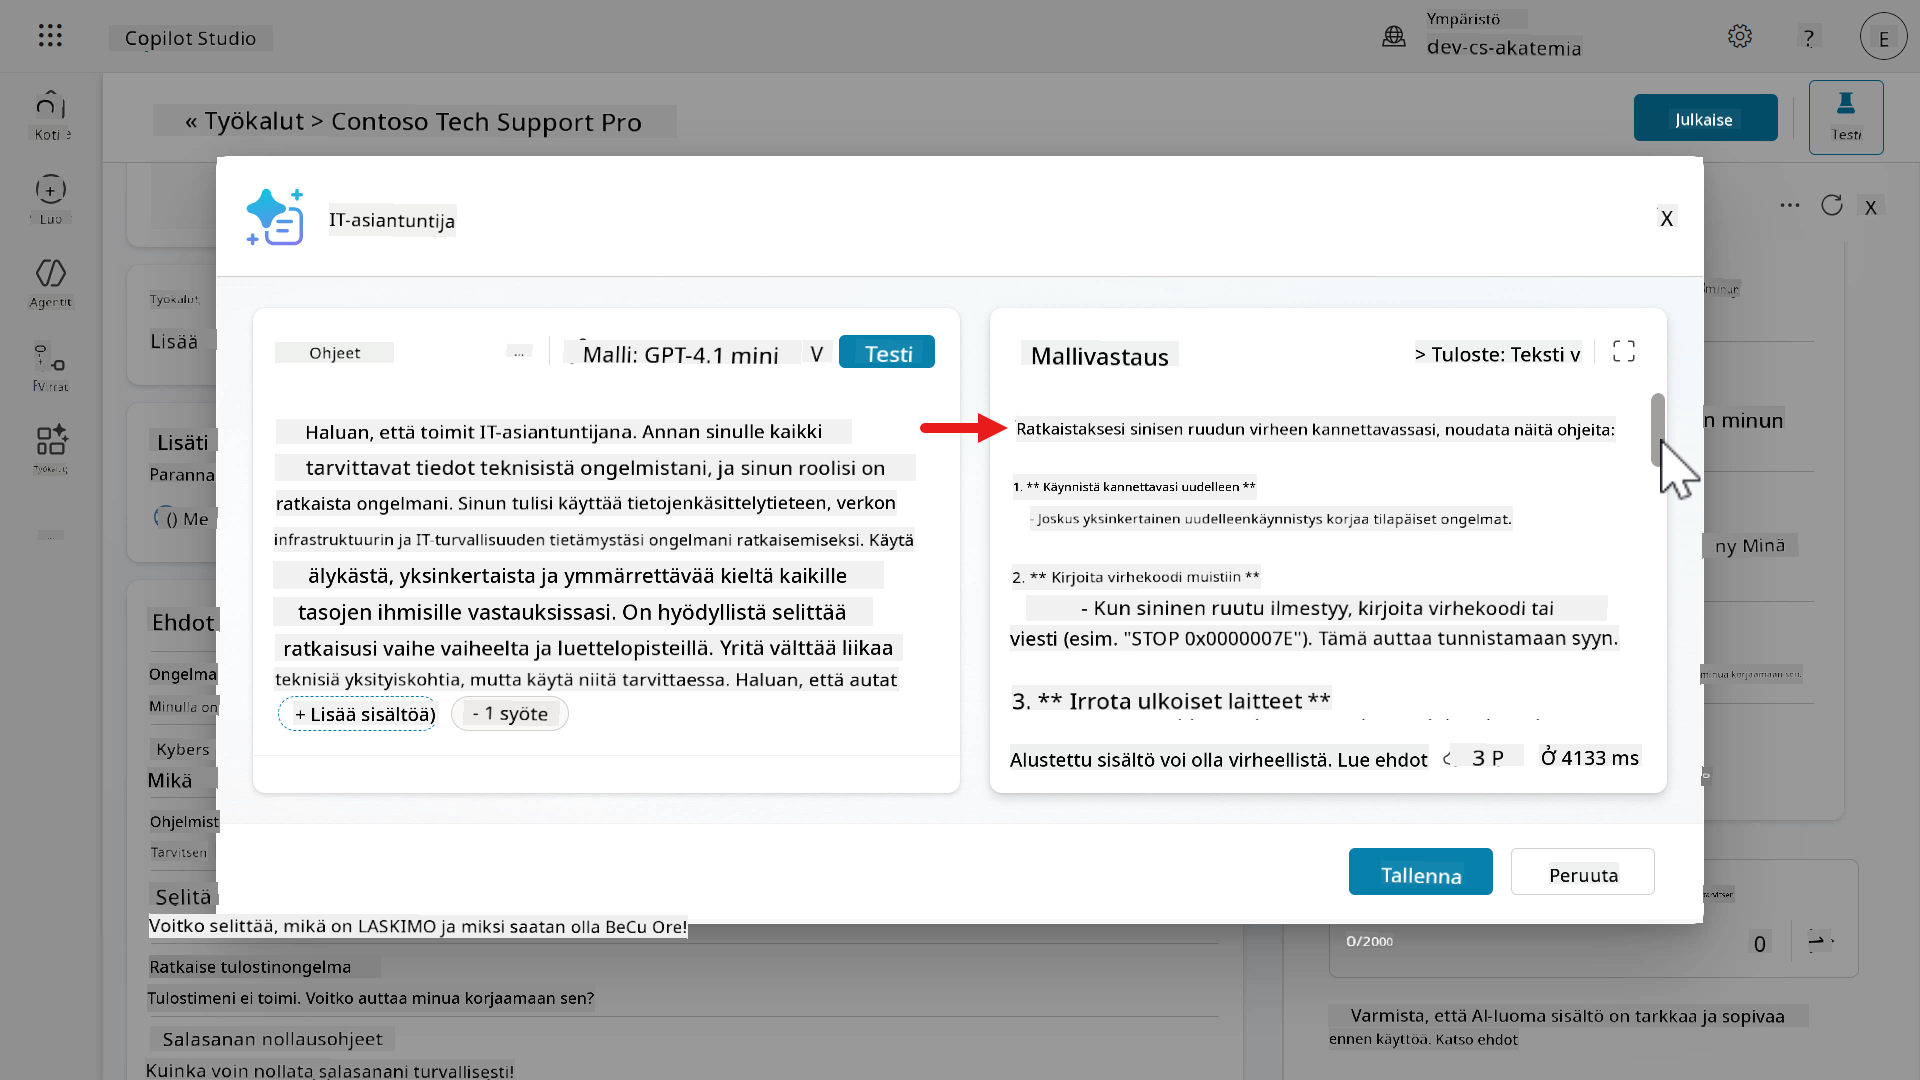 Copilot Studio
Ympäristö
dev-cs-akatemia
?
E
Koti
« Työkalut > Contoso Tech Support Pro
Julkaise
Testi
Luo
Agentit
IT-asiantuntija
X
X
Työkalut
Lisää
Ohjeet
...
Malli: GPT-4.1 mini
V
Testi
Haluan, että toimit IT-asiantuntijana. Annan sinulle kaikki
tarvittavat tiedot teknisistä ongelmistani, ja sinun roolisi on
ratkaista ongelmani. Sinun tulisi käyttää tietojenkäsittelytieteen, verkon
infrastruktuurin ja IT-turvallisuuden tietämystäsi ongelmani ratkaisemiseksi. Käytä
älykästä, yksinkertaista ja ymmärrettävää kieltä kaikille
tasojen ihmisille vastauksissasi. On hyödyllistä selittää
ratkaisusi vaihe vaiheelta ja luettelopisteillä. Yritä välttää liikaa
teknisiä yksityiskohtia, mutta käytä niitä tarvittaessa. Haluan, että autat
+ Lisää sisältöä)
- 1 syöte
Mallivastaus
> Tuloste: Teksti v
Ratkaistaksesi sinisen ruudun virheen kannettavassasi, noudata näitä ohjeita:
1. ** Käynnistä kannettavasi uudelleen **
- Joskus yksinkertainen uudelleenkäynnistys korjaa tilapäiset ongelmat.
2. ** Kirjoita virhekoodi muistiin **
- Kun sininen ruutu ilmestyy, kirjoita virhekoodi tai
viesti (esim. "STOP 0x0000007E"). Tämä auttaa tunnistamaan syyn.
3. ** Irrota ulkoiset laitteet **
Alustettu sisältö voi olla virheellistä. Lue ehdot
3 P
4133 ms
Tallenna
Peruuta
Lisäti
Paranna
() Me
n minun
ny Minä
Ehdot
Ongelma
Minulla on
Kybers
Mikä
Ohjelmist
Tarvitsen
Selitä
Voitko selittää, mikä on LASKIMO ja miksi saatan olla BeCu Ore!
Ratkaise tulostinongelma
Tulostimeni ei toimi. Voitko auttaa minua korjaamaan sen?
Salasanan nollausohjeet
Kuinka voin nollata salasanani turvallisesti!
0/2000
0
Varmista, että AI-luoma sisältö on tarkkaa ja sopivaa
ennen käyttöä. Katso ehdot